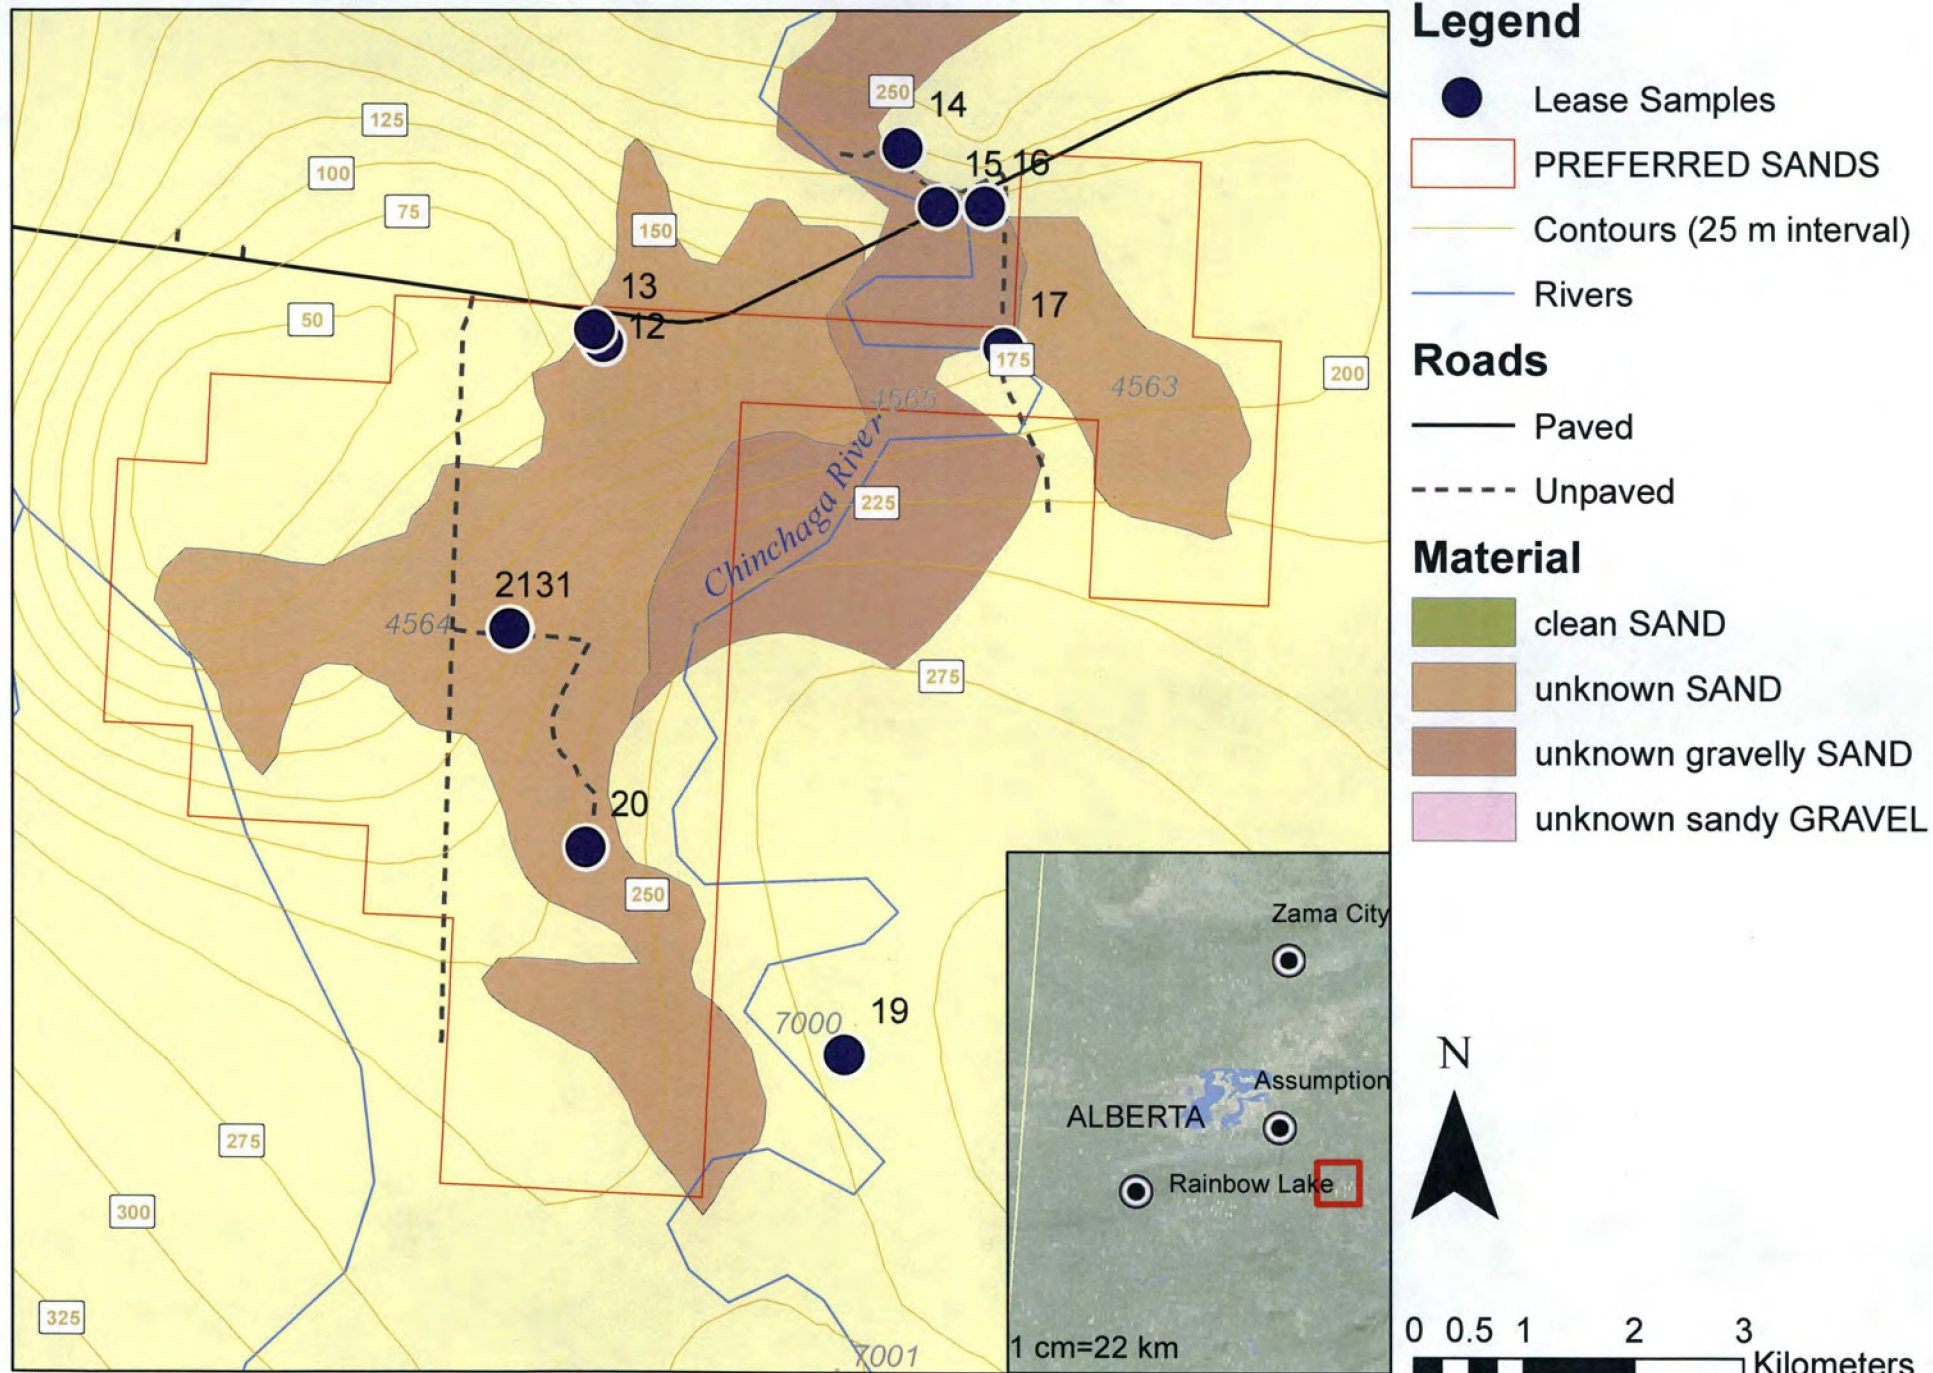 250
14
125
15 16
100
75
150
13
12
50
17
175
200
4563
4565
Chinchaga River
225
2131
4564
275
20
250
19
7000
275
300
325
7001
Zama City
Assumption
ALBERTA
Rainbow Lake
1 cm=22 km
Legend
Lease Samples
PREFERRED SANDS
Contours (25 m interval)
Rivers
Roads
Paved
Unpaved
Material
clean SAND
unknown SAND
unknown gravelly SAND
unknown sandy GRAVEL
N
0 0.5 1 2 3
Kilometers